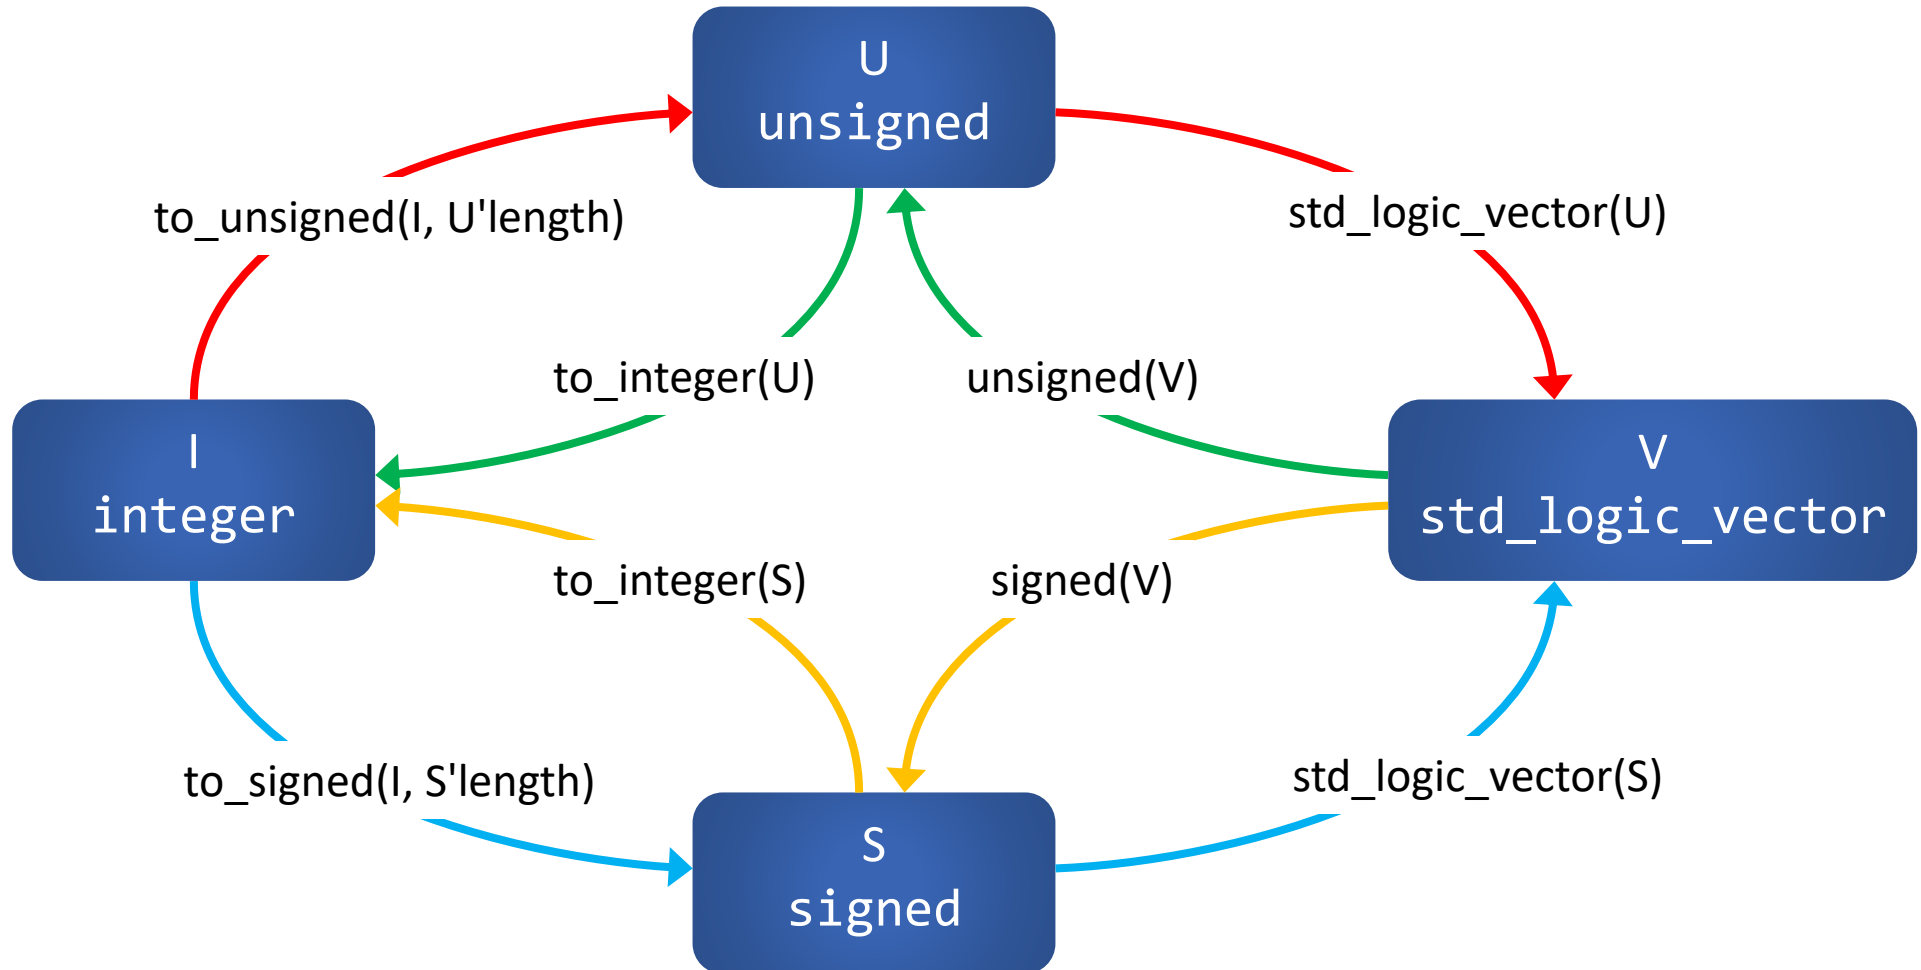 U
unsigned
to_unsigned(I, U'length)
std_logic_vector(U)
to_integer(U)
unsigned(V)
I
integer
V
std_logic_vector
to_integer(S)
signed(V)
to_signed(I, S'length)
std_logic_vector(S)
S
signed